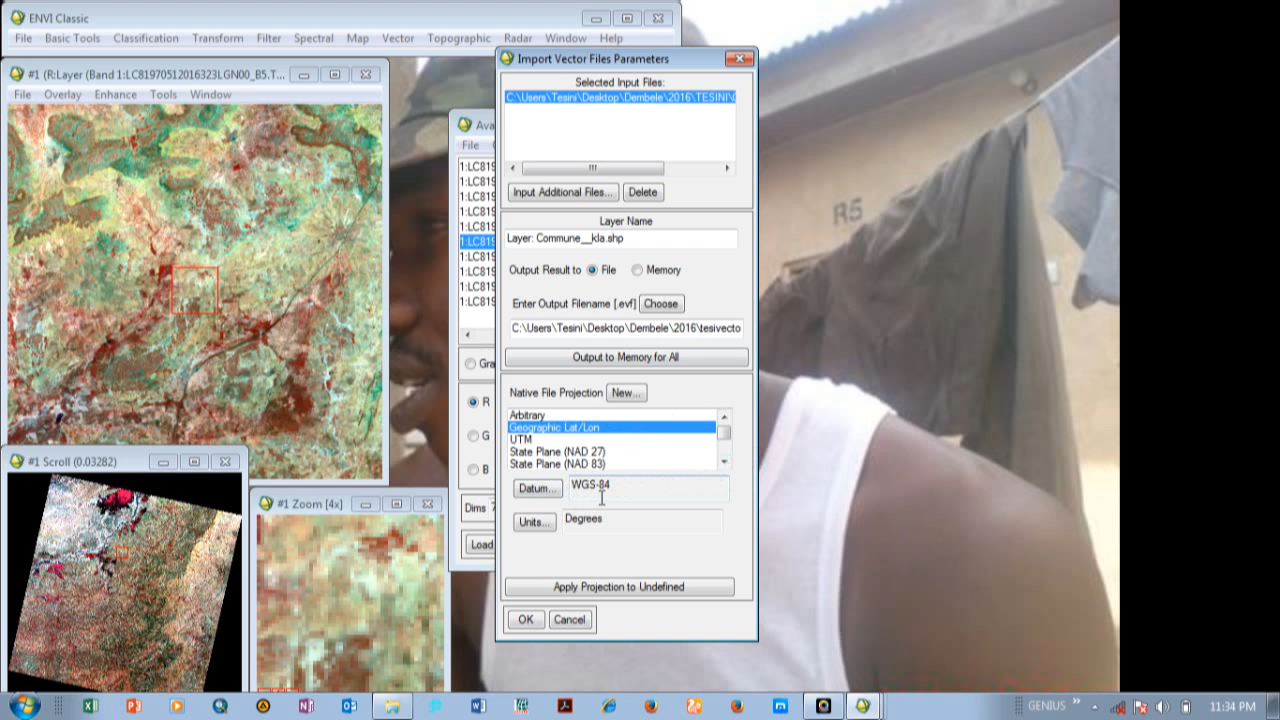 ENVI Classic
File Basic Tools Classification Transform Filter Spectral Map Vector Topographic Radar Window Help
#1 (R:Layer (Band 1:LC81970512016323LGN00_B5.T...
File Overlay Enhance Tools Window
Import Vector Files Parameters
Selected Input Files:
C:\Users\Tesini\Desktop\Dembele\2016\TESINI\
Input Additional Files... Delete
Layer Name
Layer: Commune__kla.shp
Output Result to File Memory
Enter Output Filename [.evf] Choose
C:\Users\Tesini\Desktop\Dembele\2016\tesivecto
Output to Memory for All
Native File Projection New...
Arbitrary
Geographic Lat/Lon
UTM
State Plane (NAD 27)
State Plane (NAD 83)
Datum... WGS-84
Units... Degrees
Apply Projection to Undefined
OK Cancel
Ava
File
1:LC819
1:LC819
1:LC819
1:LC819
1:LC819
1:LC819
1:LC819
1:LC819
1:LC819
1:LC819
Gra
R
G
B
Dims
Load
#1 Scroll (0.03282)
#1 Zoom [4x]
R5
GENIUS
11:34 PM